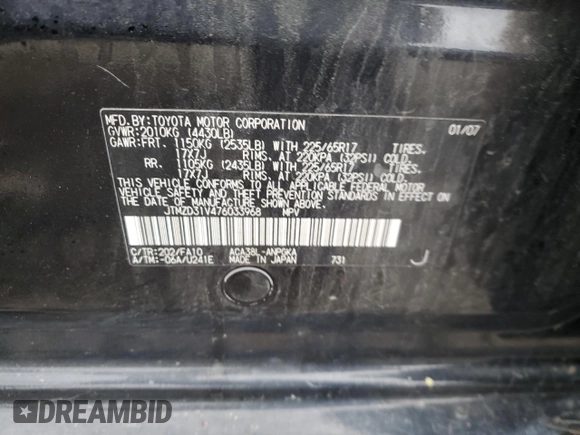 MFD. BY: TOYOTA MOTOR CORPORATION 01/07
GVWR: 2010KG (4430LB)
GAWR: FRT. 1150KG (2535LB) WITH 225/65R17 TIRES.
17X7J RIMS. AT 220KPA (32PSI) COLD.
RR. 1105KG (2435LB) WITH 225/65R17 TIRES.
17X7J RIMS. AT 220KPA (32PSI) COLD.
THIS VEHICLE CONFORMS TO ALL APPLICABLE FEDERAL MOTOR
VEHICLE SAFETY AND THEFT PREVENTION STANDARDS IN EFFECT ON
THE DATE OF MANUFACTURE SHOWN ABOVE.
JTMZD31V476033968 MPV
C/TR: 202/FA10 ACA38L-ANPGKA
A/TM: -06A/U241E MADE IN JAPAN 731 J
DREAMBID